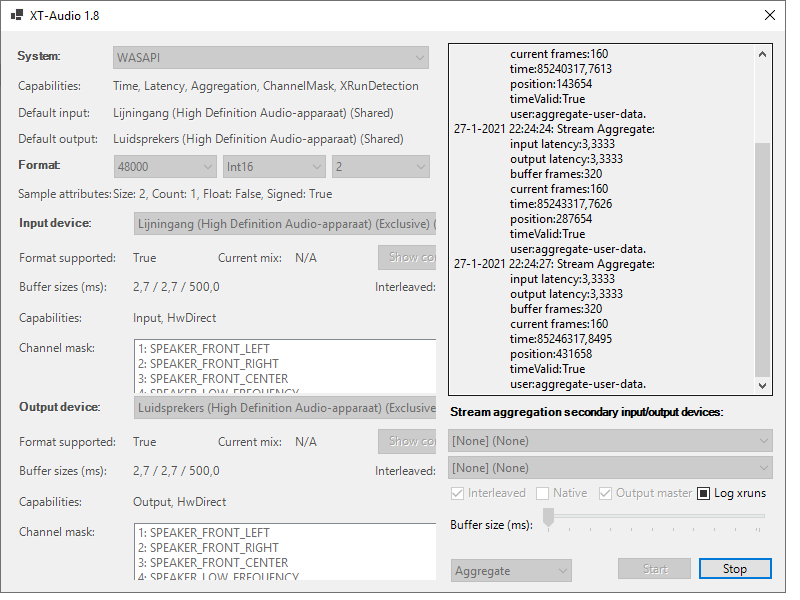 XT-Audio 1.8
System:
WASAPI
Capabilities:
Time, Latency, Aggregation, ChannelMask, XRunDetection
Default input:
Lijningang (High Definition Audio-apparaat) (Shared)
Default output:
Luidsprekers (High Definition Audio-apparaat) (Shared)
Format:
48000
Int16
2
Sample attributes:
Size: 2, Count: 1, Float: False, Signed: True
Input device:
Lijningang (High Definition Audio-apparaat) (Exclusive) (
Format supported:
True
Current mix:
N/A
Show co
Buffer sizes (ms):
2,7 / 2,7 / 500,0
Interleaved:
Capabilities:
Input, HwDirect
Channel mask:
1: SPEAKER_FRONT_LEFT
2: SPEAKER_FRONT_RIGHT
3: SPEAKER_FRONT_CENTER
4: SPEAKER_LOW_FREQUENCY
Output device:
Luidsprekers (High Definition Audio-apparaat) (Exclusive
Format supported:
True
Current mix:
N/A
Show co
Buffer sizes (ms):
2,7 / 2,7 / 500,0
Interleaved:
Capabilities:
Output, HwDirect
Channel mask:
1: SPEAKER_FRONT_LEFT
2: SPEAKER_FRONT_RIGHT
3: SPEAKER_FRONT_CENTER
4: SPEAKER_LOW_FREQUENCY
current frames:160
time:85240317,7613
position:143654
timeValid:True
user:aggregate-user-data.
27-1-2021 22:24:24: Stream Aggregate:
input latency:3,3333
output latency:3,3333
buffer frames:320
current frames:160
time:85243317,7626
position:287654
timeValid:True
user:aggregate-user-data.
27-1-2021 22:24:27: Stream Aggregate:
input latency:3,3333
output latency:3,3333
buffer frames:320
current frames:160
time:85246317,8495
position:431658
timeValid:True
user:aggregate-user-data.
Stream aggregation secondary input/output devices:
[None] (None)
[None] (None)
Interleaved
Native
Output master
Log xruns
Buffer size (ms):
Aggregate
Start
Stop